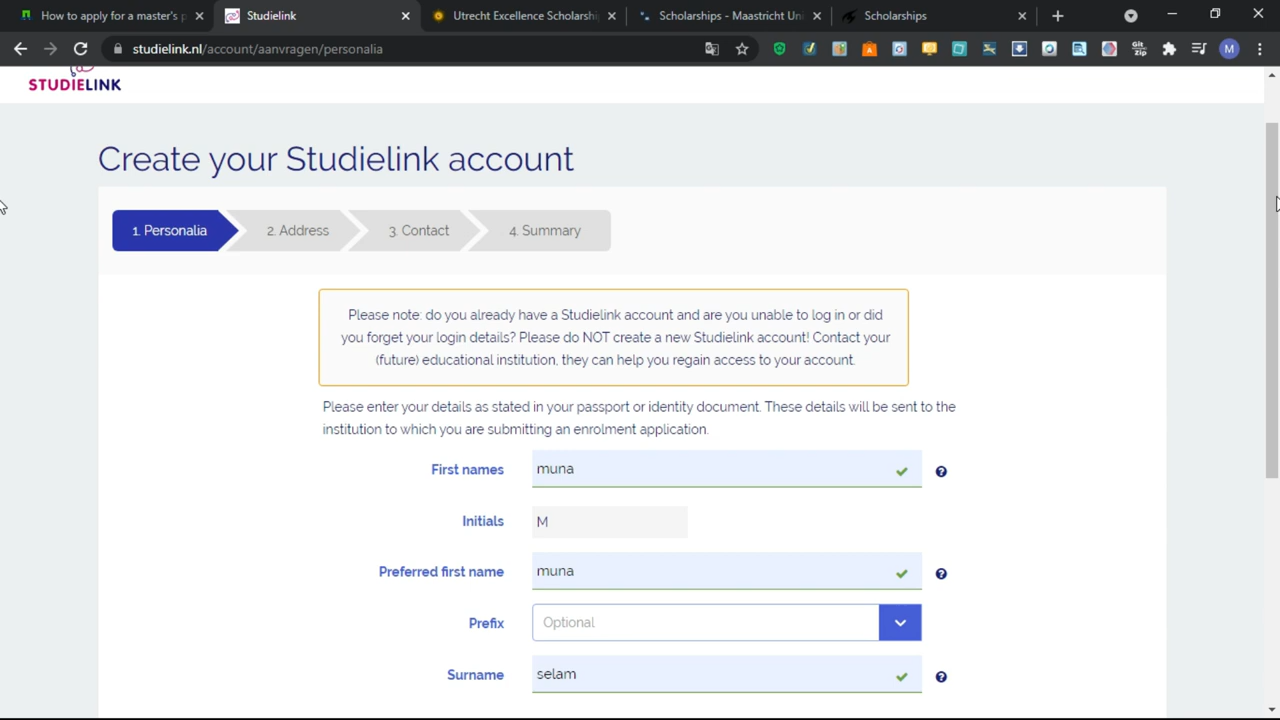 How to apply for a master's p
Studielink
Utrecht Excellence Scholarship
Scholarships - Maastricht Uni
Scholarships
studielink.nl/account/aanvragen/personalia
Git Zip
M
STUDIELINK
Create your Studielink account
1. Personalia
2. Address
3. Contact
4. Summary
Please note: do you already have a Studielink account and are you unable to log in or did
you forget your login details? Please do NOT create a new Studielink account! Contact your
(future) educational institution, they can help you regain access to your account.
Please enter your details as stated in your passport or identity document. These details will be sent to the
institution to which you are submitting an enrolment application.
First names
muna
Initials
M
Preferred first name
muna
Prefix
Optional
Surname
selam